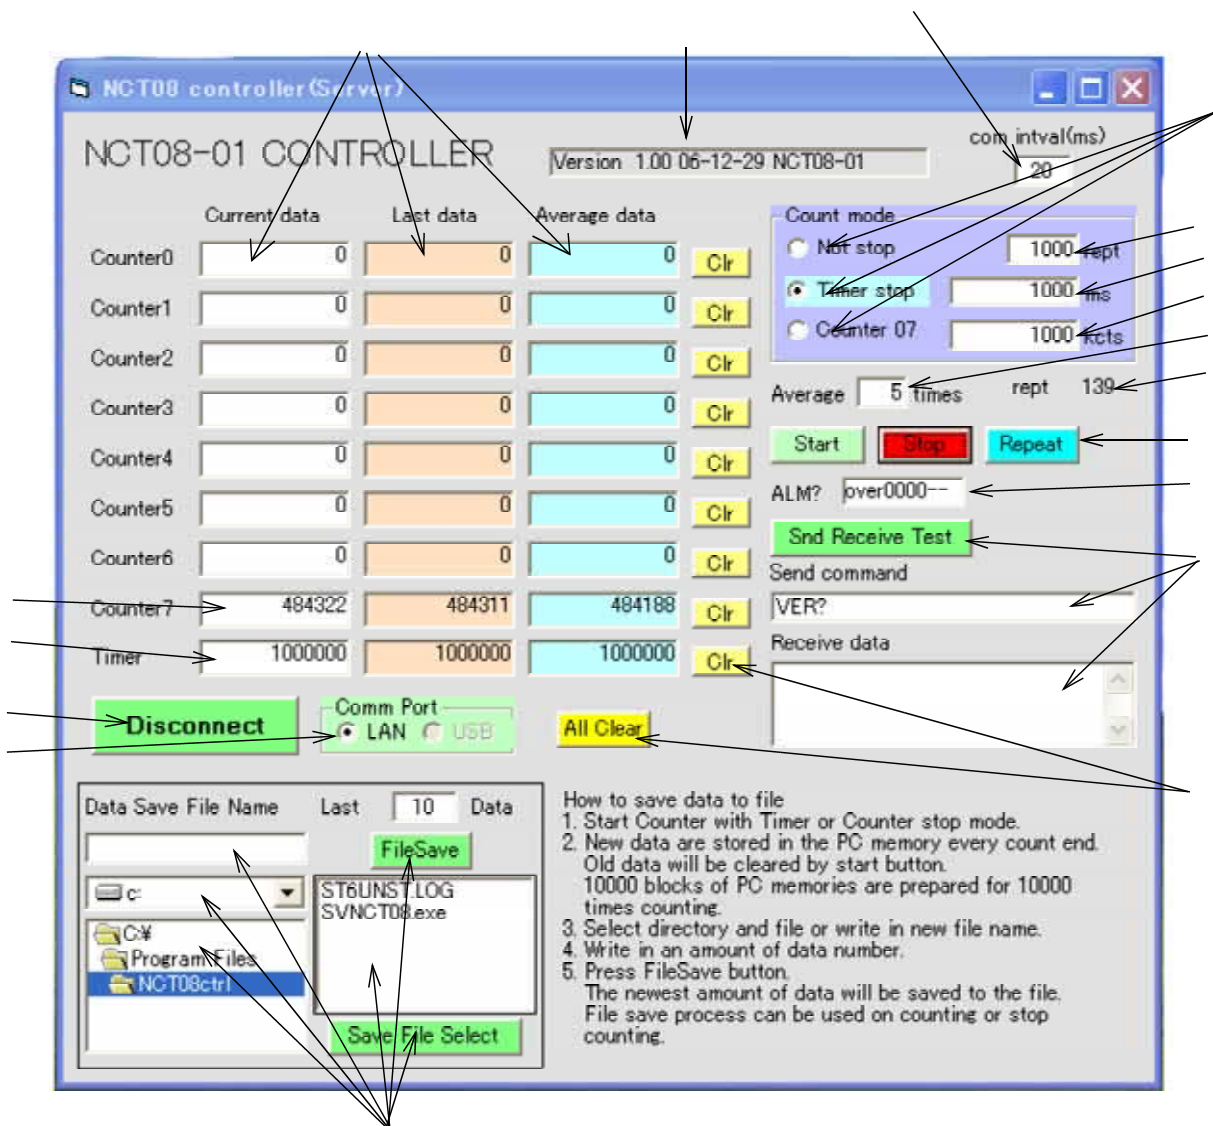 NCT08 controller(Server)
NCT08-01 CONTROLLER
Version 1.00 06-12-29 NCT08-01
com intval(ms)
20
Current data Last data Average data
Counter0 0 0 0 Clr
Counter1 0 0 0 Clr
Counter2 0 0 0 Clr
Counter3 0 0 0 Clr
Counter4 0 0 0 Clr
Counter5 0 0 0 Clr
Counter6 0 0 0 Clr
Counter7 484322 484311 484188 Clr
Timer 1000000 1000000 1000000 Clr
Count mode
Not stop 1000 rept
Timer stop 1000 ms
Counter 07 1000 kcts
Average 5 times rept 139
Start Stop Repeat
ALM? over0000--
Snd Receive Test
Send command
VER?
Receive data
Disconnect
Comm Port
LAN USB
All Clear
Data Save File Name Last 10 Data
FileSave
c:
C:¥
Program Files
NCT08ctrl
ST6UNST.LOG
SVNCT08.exe
Save File Select
How to save data to file
1. Start Counter with Timer or Counter stop mode.
2. New data are stored in the PC memory every count end.
Old data will be cleared by start button.
10000 blocks of PC memories are prepared for 10000
times counting.
3. Select directory and file or write in new file name.
4. Write in an amount of data number.
5. Press FileSave button.
The newest amount of data will be saved to the file.
File save process can be used on counting or stop
counting.